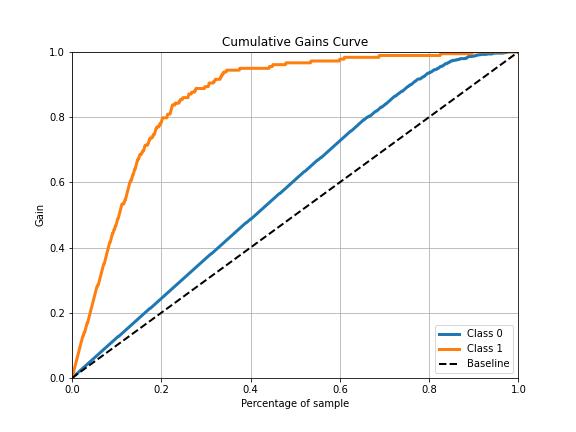 Cumulative Gains Curve
1.0
0.8
0.6
0.4
0.2
0.0
Gain
0.0 0.2 0.4 0.6 0.8 1.0
Percentage of sample
Class 0
Class 1
Baseline